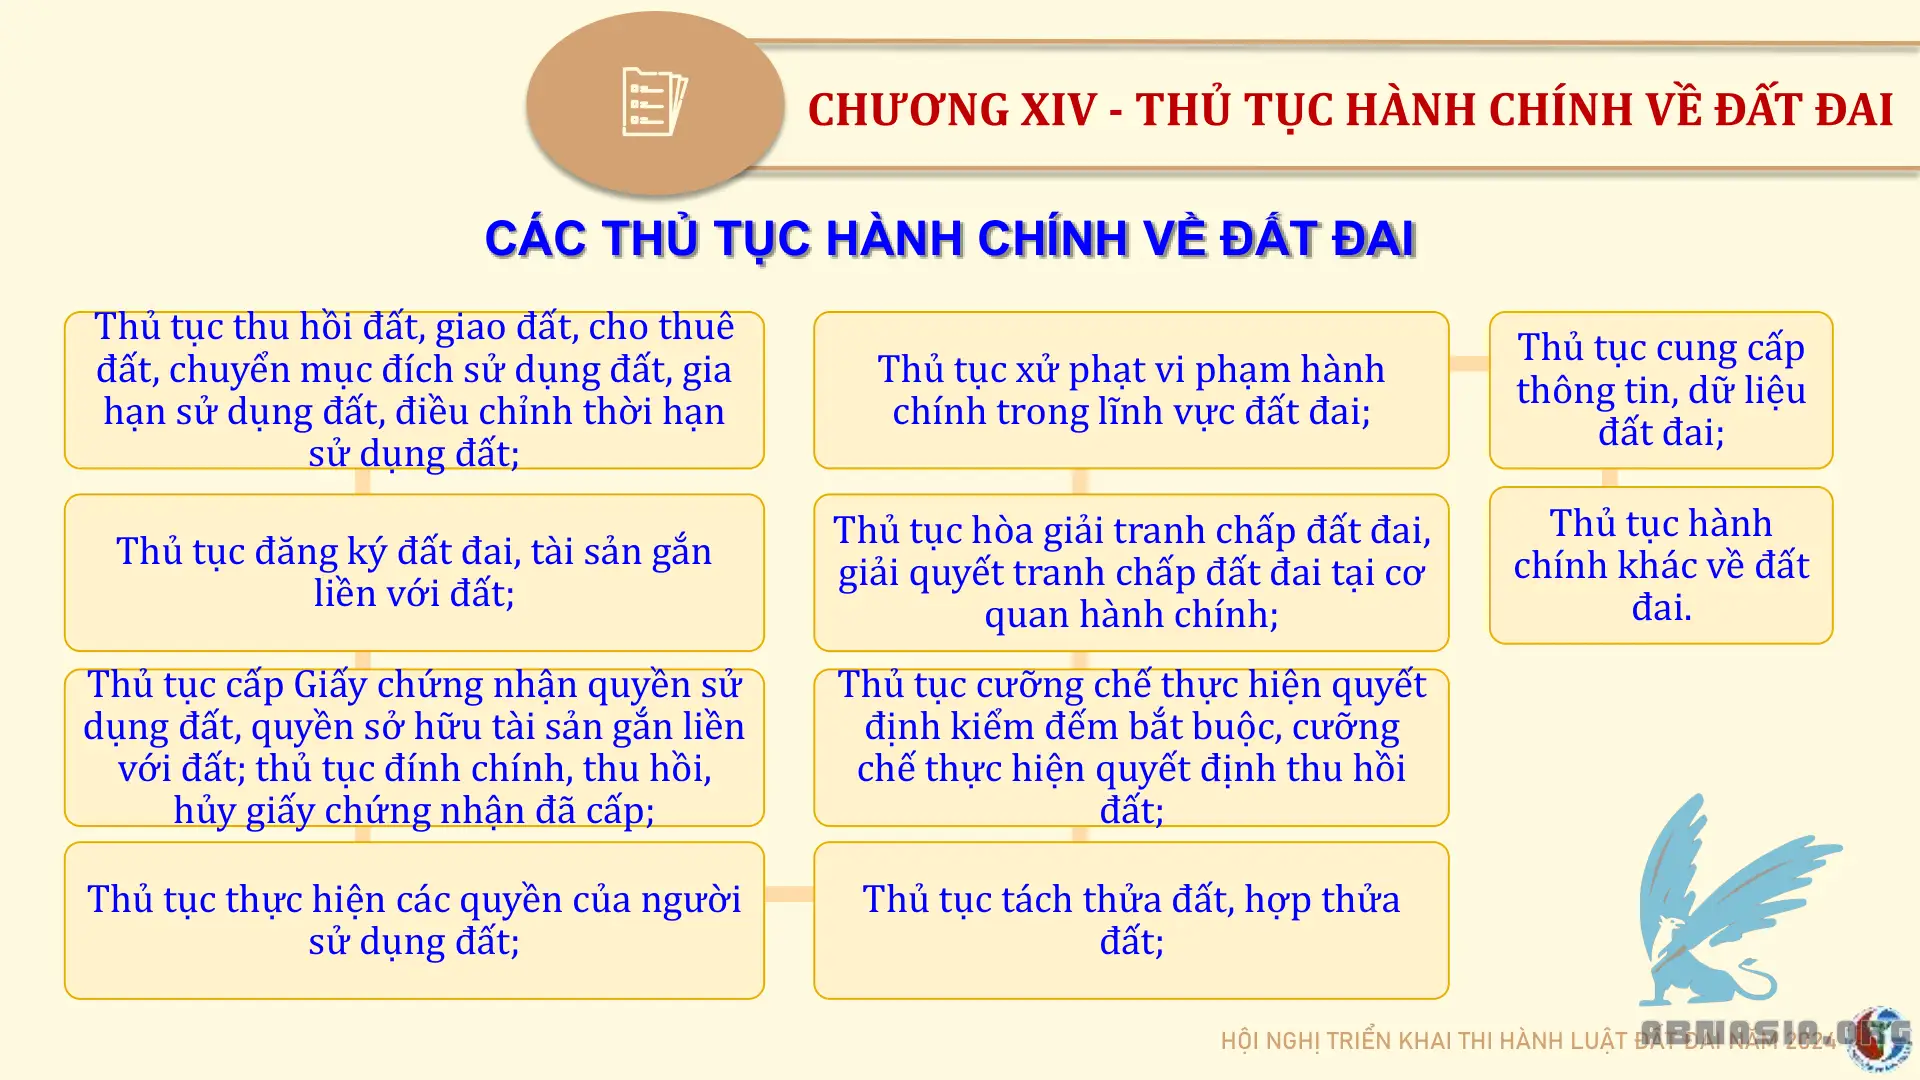 CHƯƠNG XIV - THỦ TỤC HÀNH CHÍNH VỀ ĐẤT ĐAI
CÁC THỦ TỤC HÀNH CHÍNH VỀ ĐẤT ĐAI
Thủ tục thu hồi đất, giao đất, cho thuê
đất, chuyển mục đích sử dụng đất, gia
hạn sử dụng đất, điều chỉnh thời hạn
sử dụng đất;
Thủ tục đăng ký đất đai, tài sản gắn
liền với đất;
Thủ tục cấp Giấy chứng nhận quyền sử
dụng đất, quyền sở hữu tài sản gắn liền
với đất; thủ tục đính chính, thu hồi,
hủy giấy chứng nhận đã cấp;
Thủ tục thực hiện các quyền của người
sử dụng đất;
Thủ tục tách thửa đất, hợp thửa
đất;
Thủ tục cưỡng chế thực hiện quyết
định kiểm đếm bắt buộc, cưỡng
chế thực hiện quyết định thu hồi
đất;
Thủ tục hòa giải tranh chấp đất đai,
giải quyết tranh chấp đất đai tại cơ
quan hành chính;
Thủ tục xử phạt vi phạm hành
chính trong lĩnh vực đất đai;
Thủ tục cung cấp
thông tin, dữ liệu
đất đai;
Thủ tục hành
chính khác về đất
đai.
HỘI NGHỊ TRIỂN KHAI THI HÀNH LUẬT ĐẤT ĐAI NĂM 2024
ABMASIA.ORG